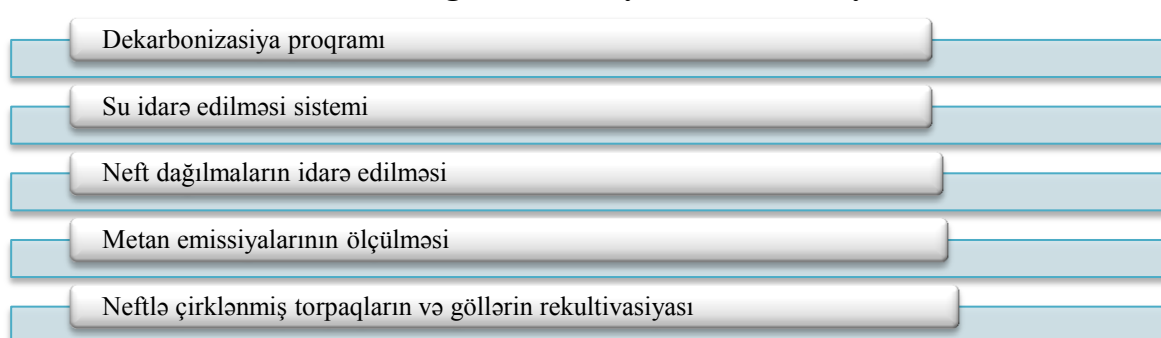 Dekarbonizasiya proqramı
Su idarə edilməsi sistemi
Neft dağılmaların idarə edilməsi
Metan emissiyalarının ölçülməsi
Neftlə çirklənmiş torpaqların və göllərin rekultivasiyası